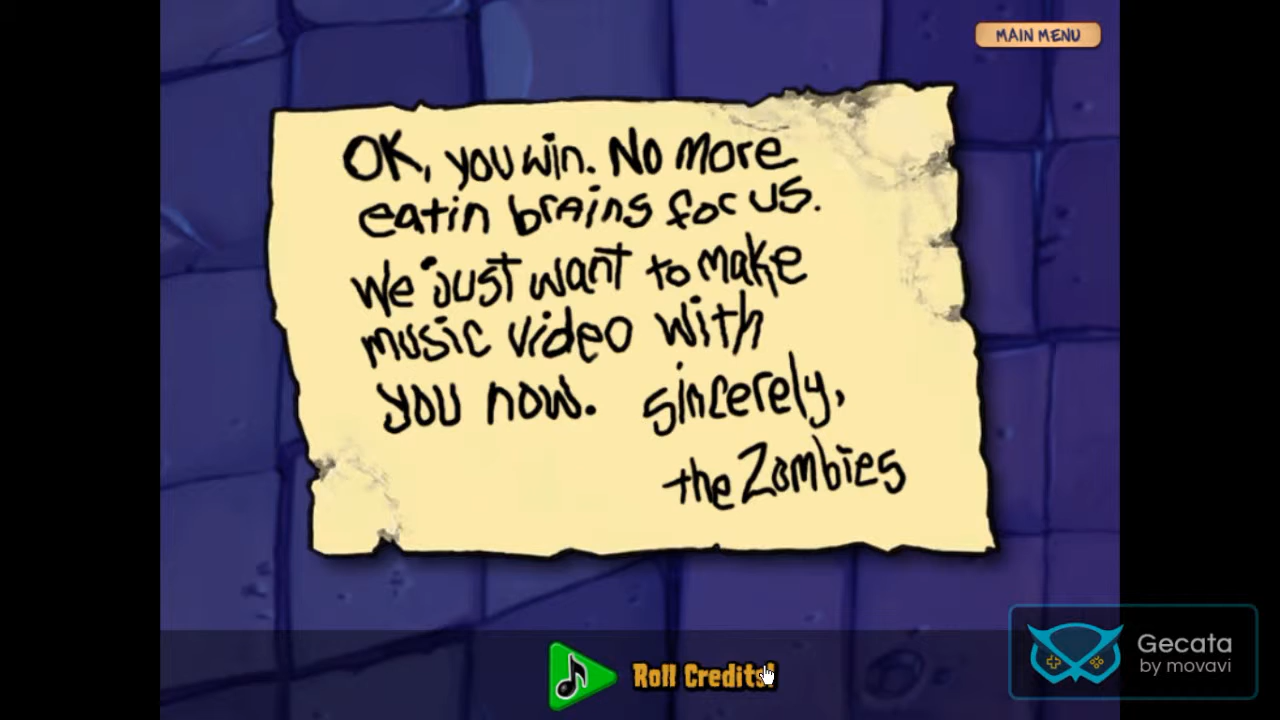 MAIN MENU
OK, you win. No more
eatin brains for us.
We just want to make
music video with
you now. sincerely,
the Zombies
Roll Credits!
Gecata
by movavi